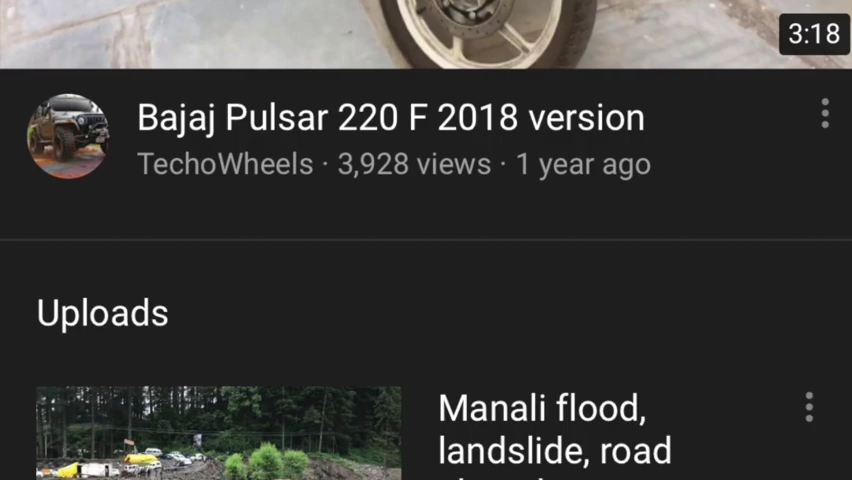 3:18
Bajaj Pulsar 220 F 2018 version
TechoWheels · 3,928 views · 1 year ago
Uploads
Manali flood,
landslide, road